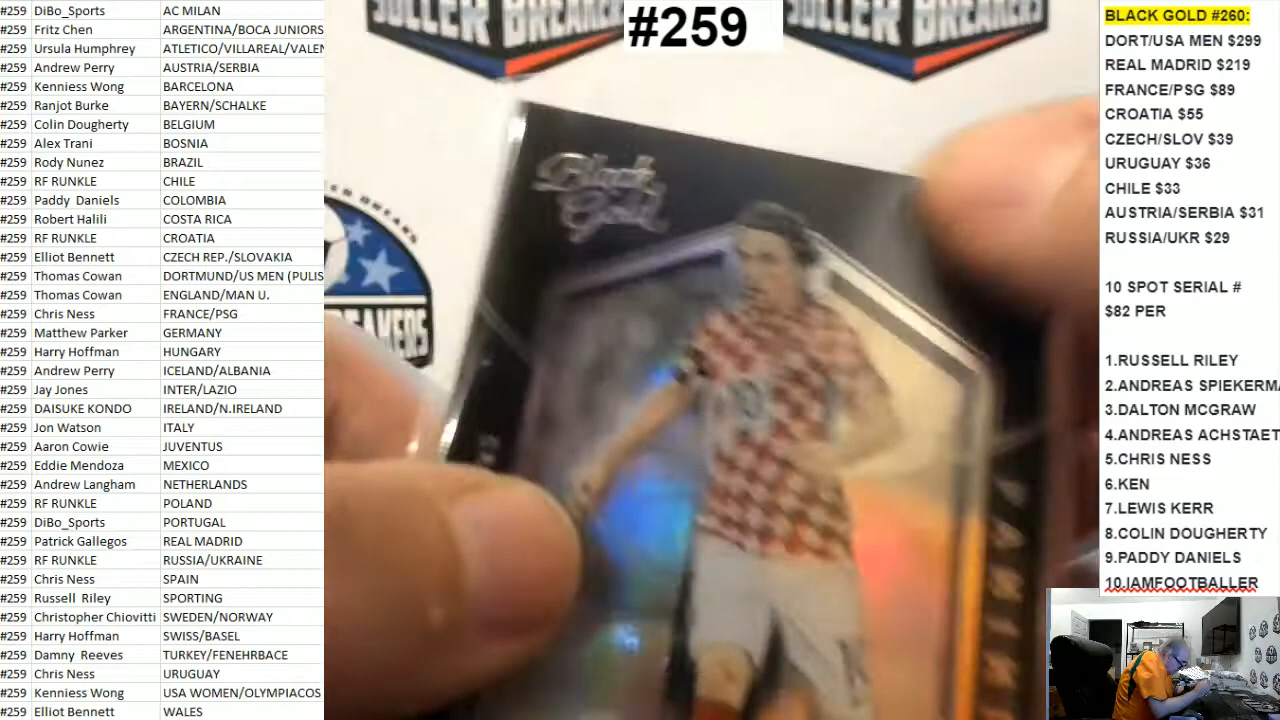 #259 DiBo_Sports AC MILAN
#259 Fritz Chen ARGENTINA/BOCA JUNIORS
#259 Ursula Humphrey ATLETICO/VILLAREAL/VALEN
#259 Andrew Perry AUSTRIA/SERBIA
#259 Kenniess Wong BARCELONA
#259 Ranjot Burke BAYERN/SCHALKE
#259 Colin Dougherty BELGIUM
#259 Alex Trani BOSNIA
#259 Rody Nunez BRAZIL
#259 RF RUNKLE CHILE
#259 Paddy Daniels COLOMBIA
#259 Robert Halili COSTA RICA
#259 RF RUNKLE CROATIA
#259 Elliot Bennett CZECH REP./SLOVAKIA
#259 Thomas Cowan DORTMUND/US MEN (PULIS
#259 Thomas Cowan ENGLAND/MAN U.
#259 Chris Ness FRANCE/PSG
#259 Matthew Parker GERMANY
#259 Harry Hoffman HUNGARY
#259 Andrew Perry ICELAND/ALBANIA
#259 Jay Jones INTER/LAZIO
#259 DAISUKE KONDO IRELAND/N.IRELAND
#259 Jon Watson ITALY
#259 Aaron Cowie JUVENTUS
#259 Eddie Mendoza MEXICO
#259 Andrew Langham NETHERLANDS
#259 RF RUNKLE POLAND
#259 DiBo_Sports PORTUGAL
#259 Patrick Gallegos REAL MADRID
#259 RF RUNKLE RUSSIA/UKRAINE
#259 Chris Ness SPAIN
#259 Russell Riley SPORTING
#259 Christopher Chiovitti SWEDEN/NORWAY
#259 Harry Hoffman SWISS/BASEL
#259 Damny Reeves TURKEY/FENEHRBACE
#259 Chris Ness URUGUAY
#259 Kenniess Wong USA WOMEN/OLYMPIACOS
#259 Elliot Bennett WALES
#259
Black
Gold
BREAKERS
BLACK GOLD #260:
DORT/USA MEN $299
REAL MADRID $219
FRANCE/PSG $89
CROATIA $55
CZECH/SLOV $39
URUGUAY $36
CHILE $33
AUSTRIA/SERBIA $31
RUSSIA/UKR $29
10 SPOT SERIAL #
$82 PER
1.RUSSELL RILEY
2.ANDREAS SPIEKERMA
3.DALTON MCGRAW
4.ANDREAS ACHSTAET
5.CHRIS NESS
6.KEN
7.LEWIS KERR
8.COLIN DOUGHERTY
9.PADDY DANIELS
10.IAMFOOTBALLER